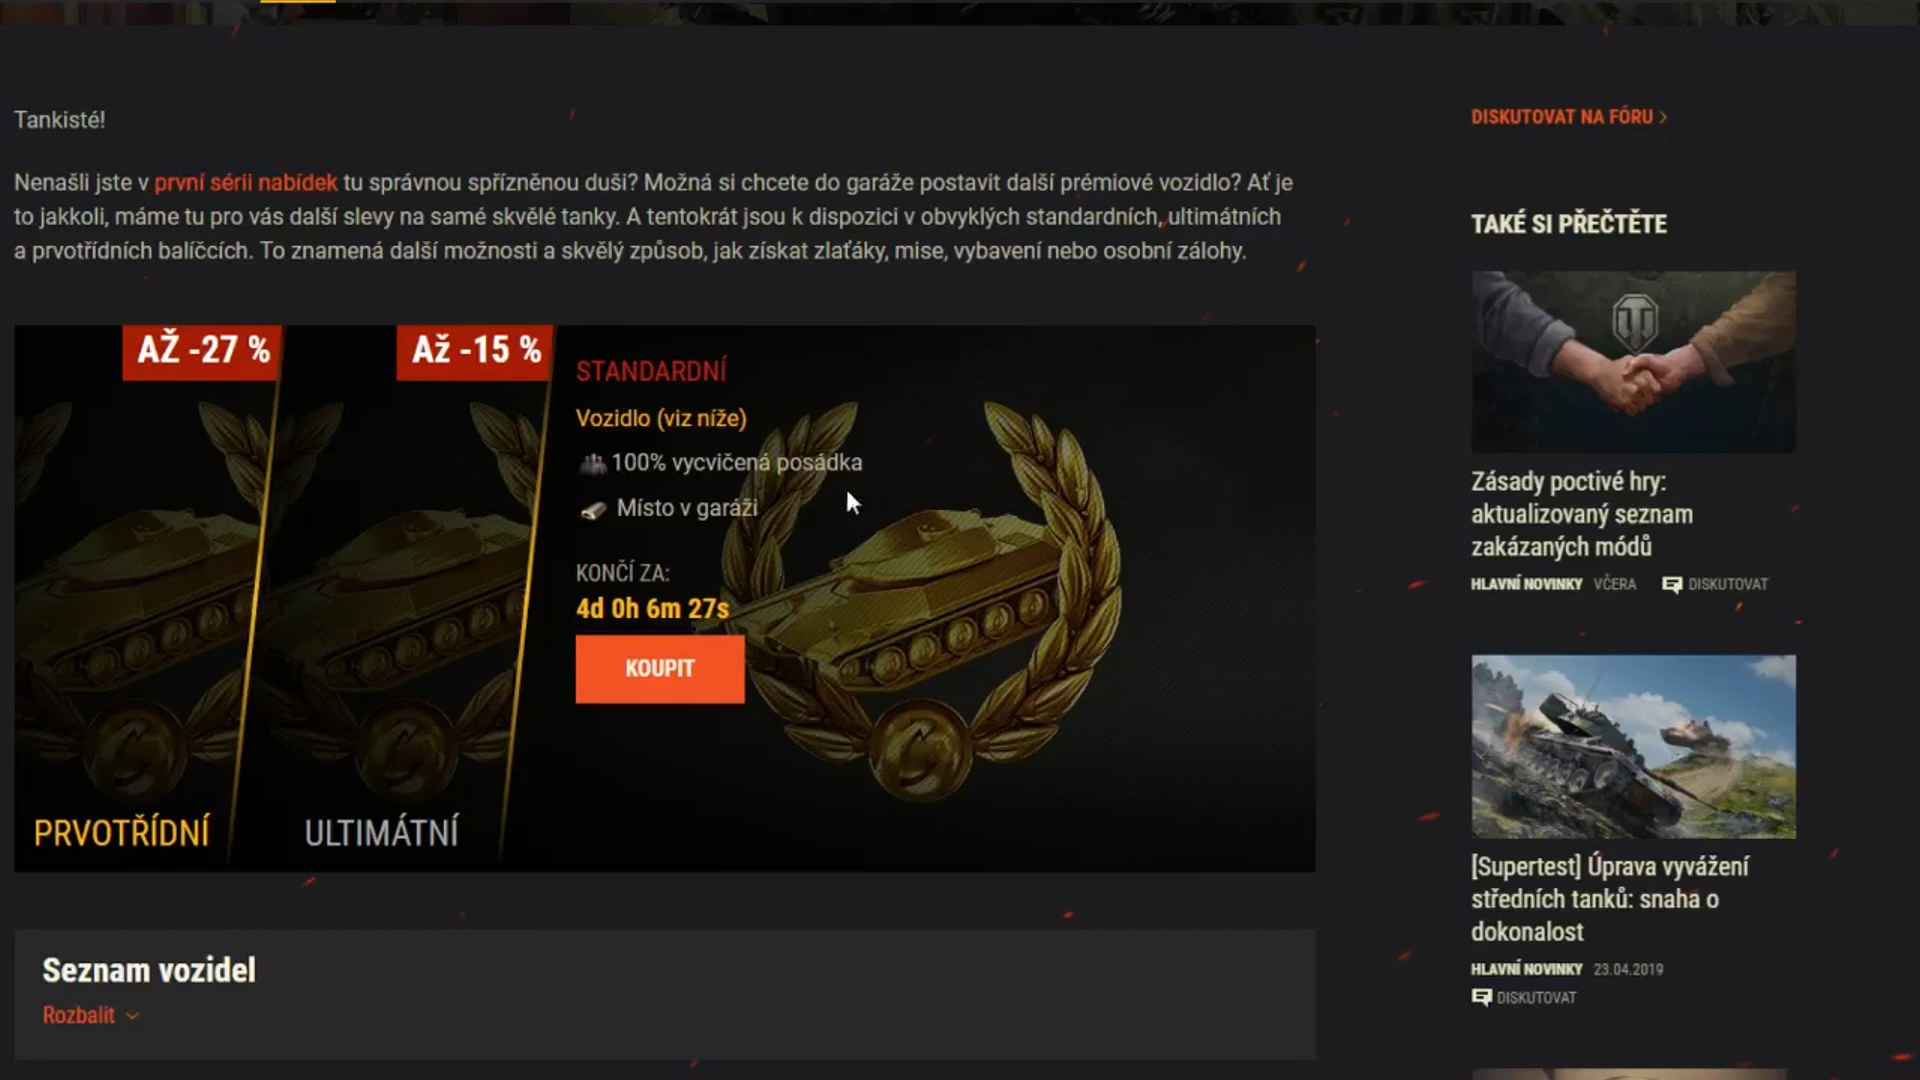 Tankisté!
Nenašli jste v první sérii nabídek tu správnou spřízněnou duši? Možná si chcete do garáže postavit další prémiové vozidlo? Ať je
to jakkoli, máme tu pro vás další slevy na samé skvělé tanky. A tentokrát jsou k dispozici v obvyklých standardních, ultimátních
a prvotřídních balíčcích. To znamená další možnosti a skvělý způsob, jak získat zlaťáky, mise, vybavení nebo osobní zálohy.
AŽ -27 %
PRVOTŘÍDNÍ
Až -15 %
ULTIMÁTNÍ
STANDARDNÍ
Vozidlo (viz níže)
100% vycvičená posádka
Místo v garáži
KONČÍ ZA:
4d 0h 6m 27s
KOUPIT
Seznam vozidel
Rozbalit
DISKUTOVAT NA FÓRU
TAKÉ SI PŘEČTĚTE
Zásady poctivé hry:
aktualizovaný seznam
zakázaných módů
HLAVNÍ NOVINKY VČERA DISKUTOVAT
[Supertest] Úprava vyvážení
středních tanků: snaha o
dokonalost
HLAVNÍ NOVINKY 23.04.2019
DISKUTOVAT